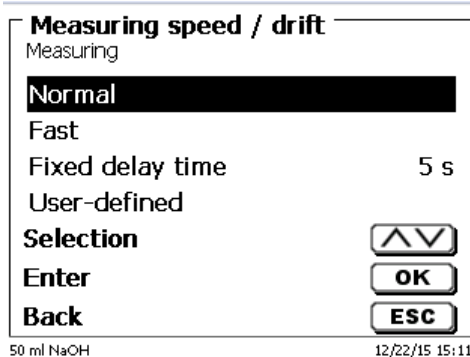 Measuring speed / drift
Measuring
Normal
Fast
Fixed delay time 5 s
User-defined
Selection
Enter OK
Back ESC
50 ml NaOH 12/22/15 15:11